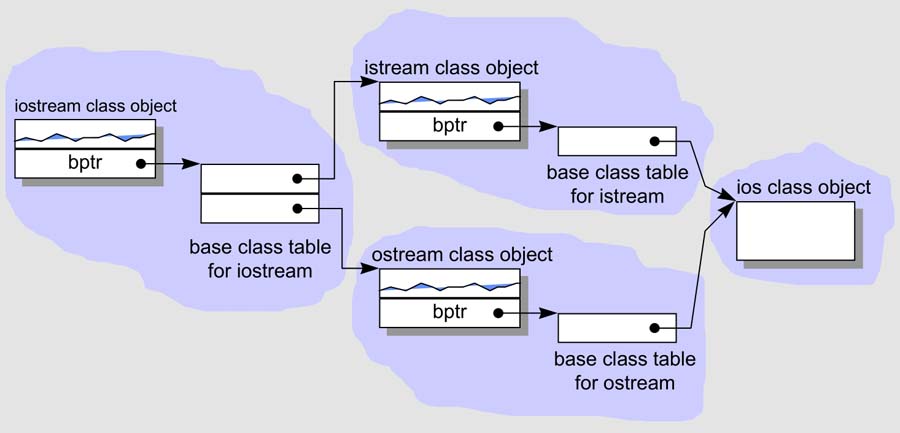 iostream class object
bptr
base class table
for iostream
istream class object
bptr
base class table
for istream
ostream class object
bptr
base class table
for ostream
ios class object